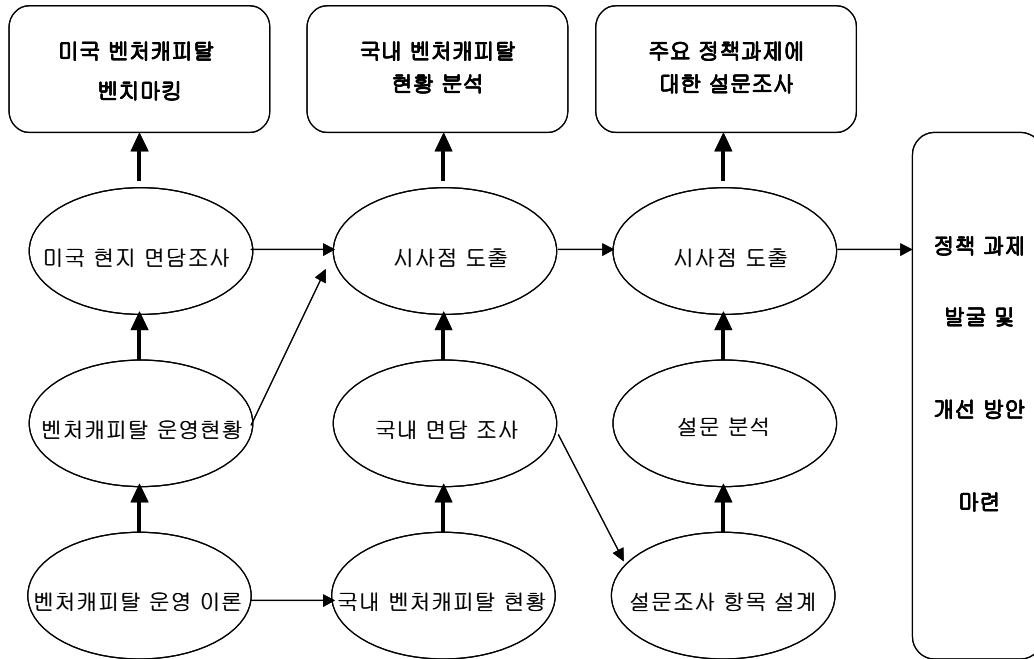 미국 벤처캐피탈
벤치마킹
국내 벤처캐피탈
현황 분석
주요 정책과제에
대한 설문조사
미국 현지 면담조사
시사점 도출
시사점 도출
벤처캐피탈 운영현황
국내 면담 조사
설문 분석
벤처캐피탈 운영 이론
국내 벤처캐피탈 현황
설문조사 항목 설계
정책 과제
발굴 및
개선 방안
마련